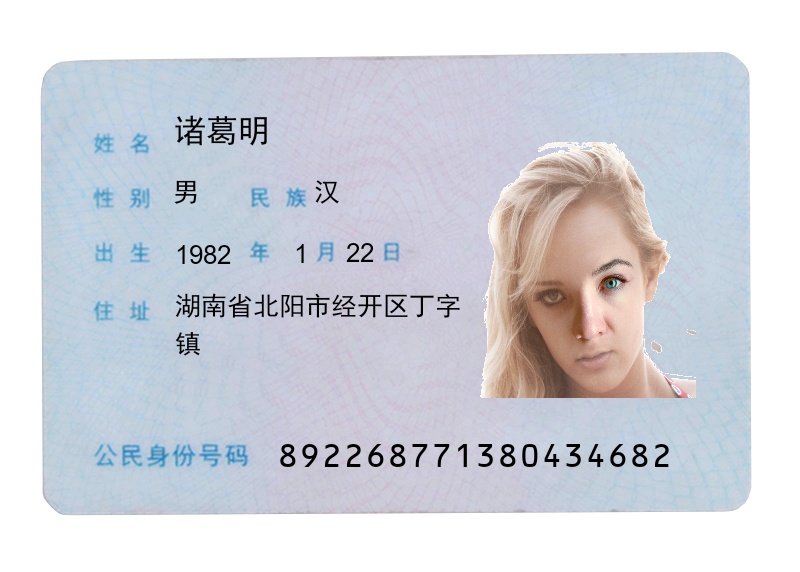 姓名 诸葛明
性别 男 民族 汉
出生 1982 年 1 月 22 日
住址 湖南省北阳市经开区丁字
镇
公民身份号码 892268771380434682